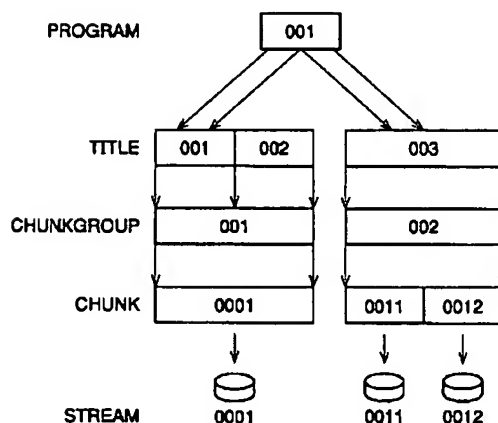 PROGRAM 001
TITLE 001 002 003
CHUNKGROUP 001 002
CHUNK 0001 0011 0012
STREAM 0001 0011 0012